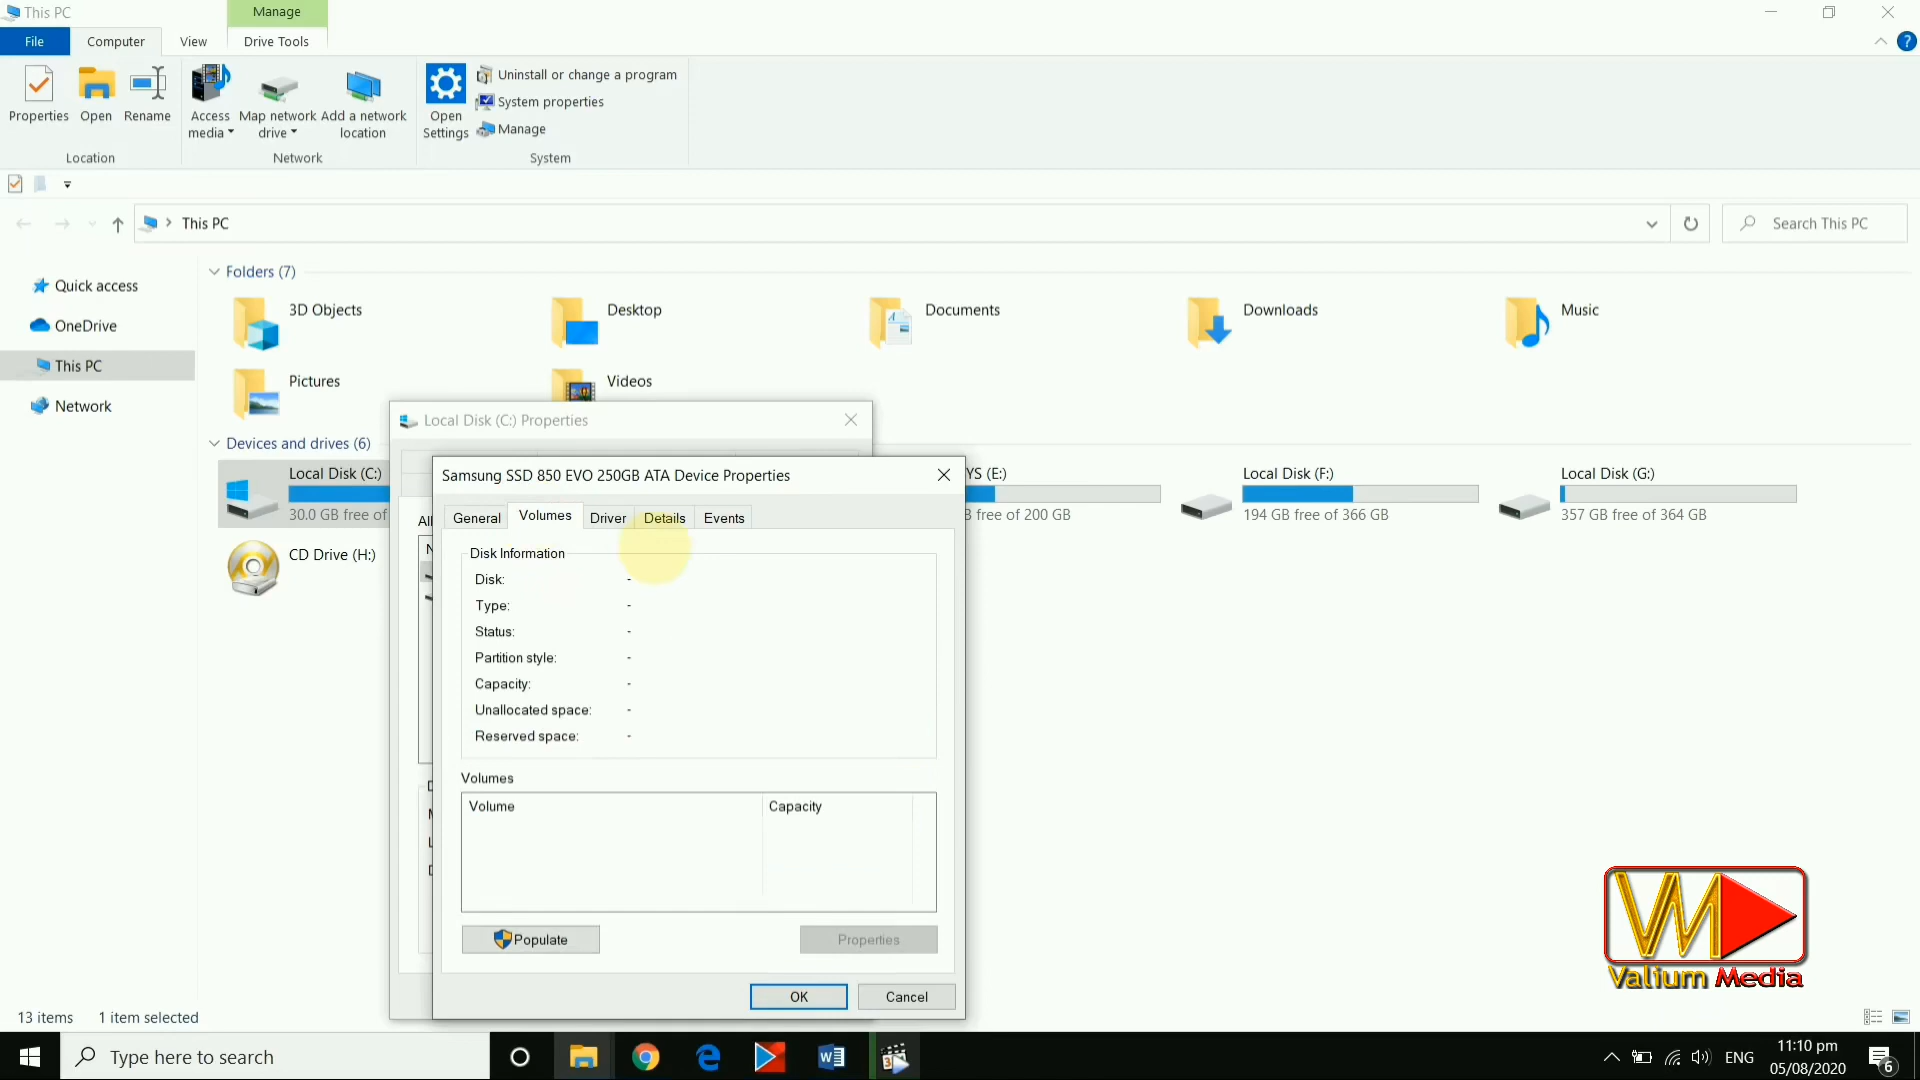 This PC
Manage
File
Computer
View
Drive Tools
Properties
Open
Rename
Access media
Map network drive
Add a network location
Open Settings
Uninstall or change a program
System properties
Manage
Location
Network
System
This PC
Search This PC
Quick access
OneDrive
This PC
Network
Folders (7)
3D Objects
Desktop
Documents
Downloads
Music
Pictures
Videos
Devices and drives (6)
Local Disk (C:)
30.0 GB free of
YS (E:)
free of 200 GB
Local Disk (F:)
194 GB free of 366 GB
Local Disk (G:)
357 GB free of 364 GB
CD Drive (H:)
Local Disk (C:) Properties
All
Samsung SSD 850 EVO 250GB ATA Device Properties
General
Volumes
Driver
Details
Events
Disk Information
Disk: -
Type: -
Status: -
Partition style: -
Capacity: -
Unallocated space: -
Reserved space: -
Volumes
Volume
Capacity
Populate
Properties
OK
Cancel
VM
Valium Media
13 items
1 item selected
Type here to search
ENG
11:10 pm
05/08/2020
6